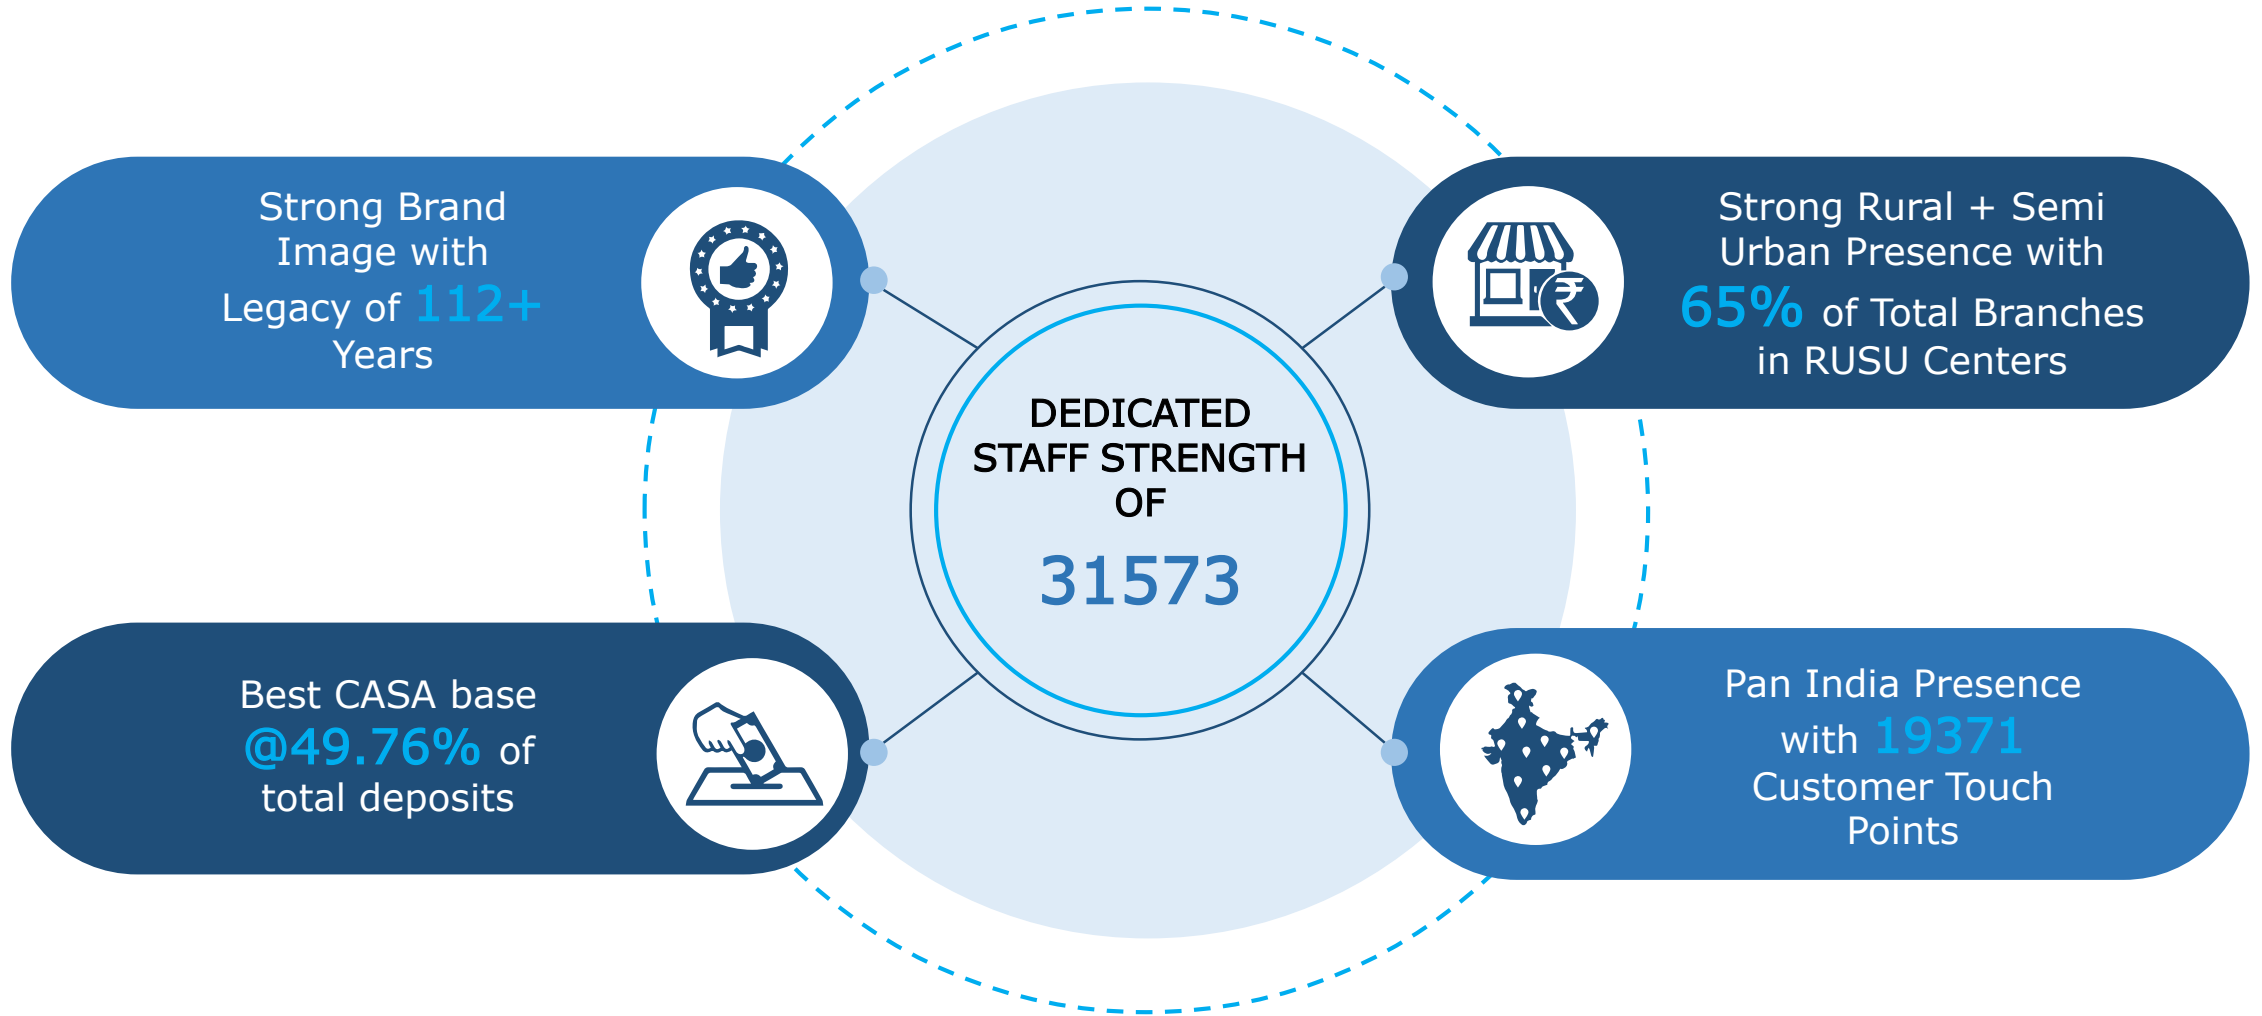 Strong Brand
Image with
Legacy of 112+
Years
Strong Rural + Semi
Urban Presence with
65% of Total Branches
in RUSU Centers
DEDICATED
STAFF STRENGTH
OF
31573
Best CASA base
@49.76% of
total deposits
Pan India Presence
with 19371
Customer Touch
Points